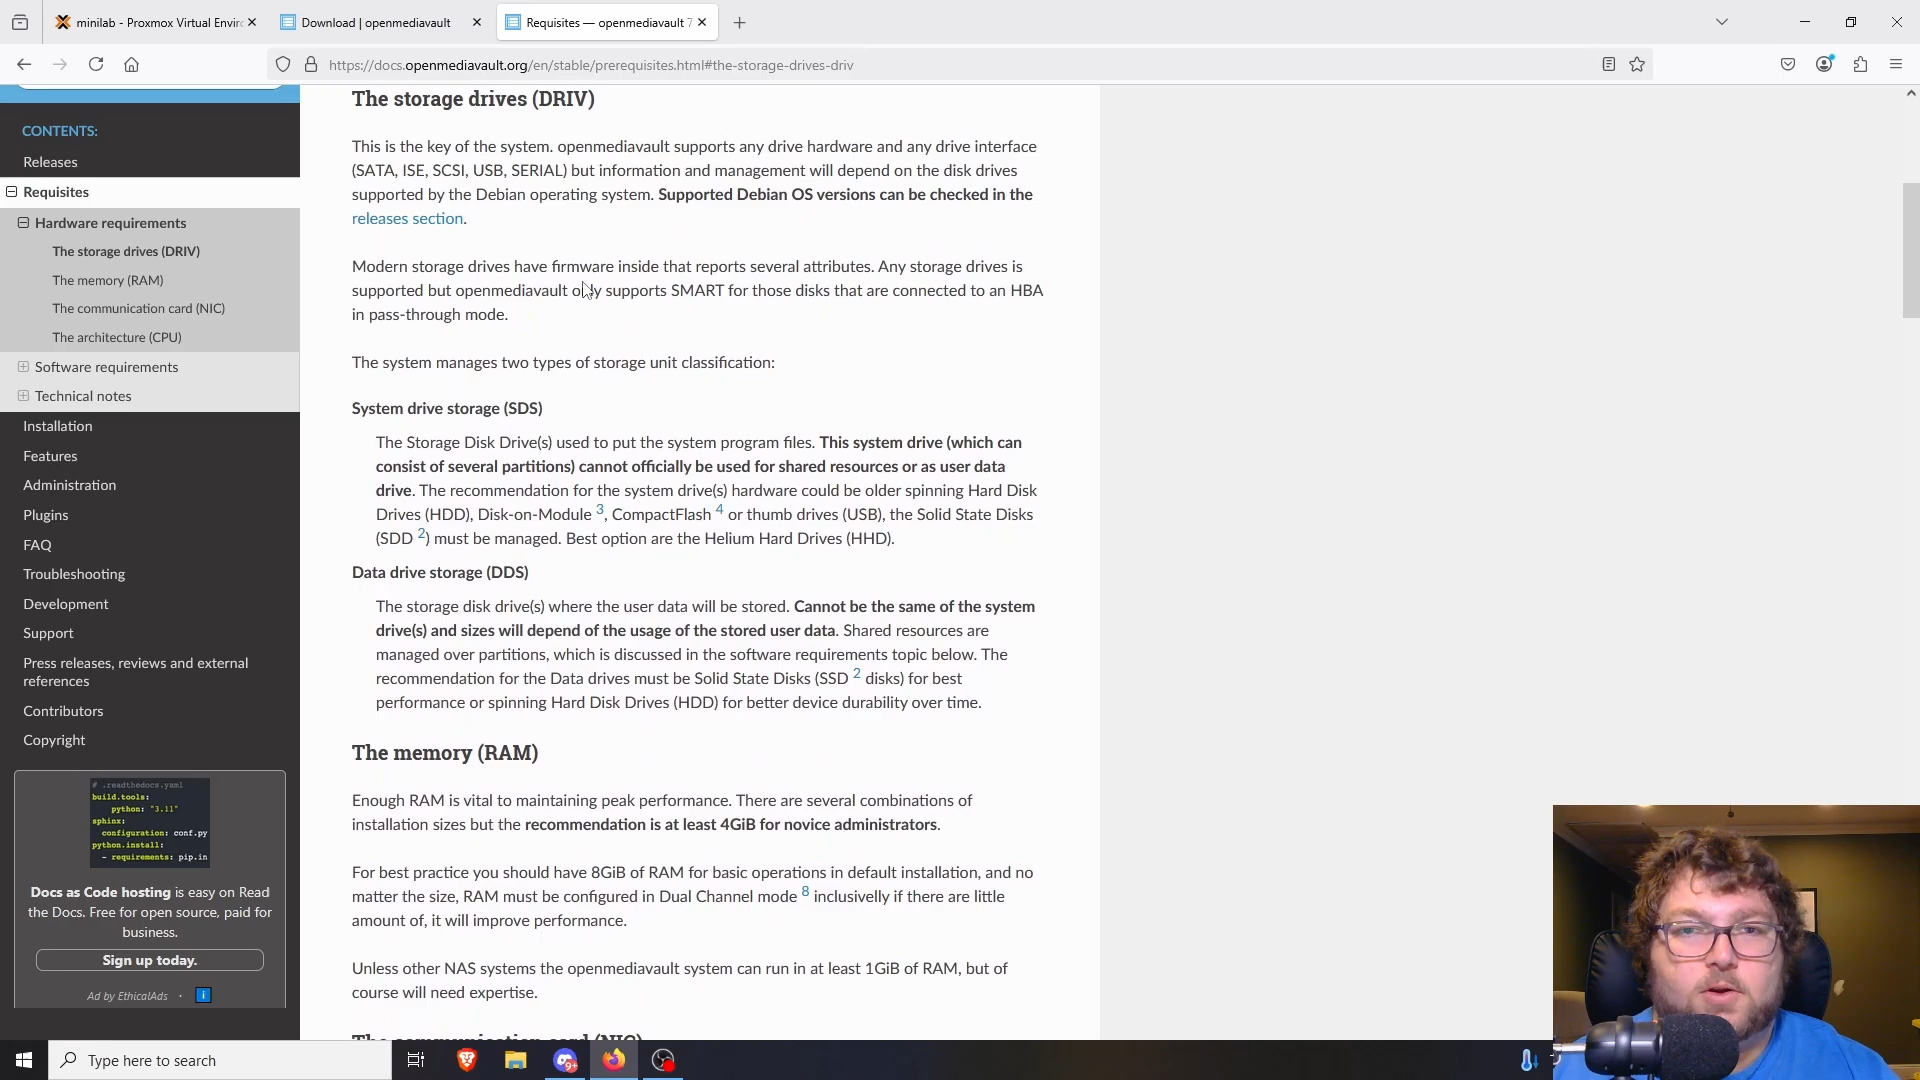 minilab - Proxmox Virtual Enviro
Download | openmediavault
Requisites — openmediavault 7
https://docs.openmediavault.org/en/stable/prerequisites.html#the-storage-drives-driv
CONTENTS:
Releases
Requisites
Hardware requirements
The storage drives (DRIV)
The memory (RAM)
The communication card (NIC)
The architecture (CPU)
Software requirements
Technical notes
Installation
Features
Administration
Plugins
FAQ
Troubleshooting
Development
Support
Press releases, reviews and external
references
Contributors
Copyright
# .readthedocs.yaml
build.tools:
python: "3.11"
sphinx:
configuration: conf.py
python.install:
- requirements: pip.in
Docs as Code hosting is easy on Read
the Docs. Free for open source, paid for
business.
Sign up today.
Ad by EthicalAds ·
The storage drives (DRIV)
This is the key of the system. openmediavault supports any drive hardware and any drive interface
(SATA, ISE, SCSI, USB, SERIAL) but information and management will depend on the disk drives
supported by the Debian operating system. Supported Debian OS versions can be checked in the
releases section.
Modern storage drives have firmware inside that reports several attributes. Any storage drives is
supported but openmediavault only supports SMART for those disks that are connected to an HBA
in pass-through mode.
The system manages two types of storage unit classification:
System drive storage (SDS)
The Storage Disk Drive(s) used to put the system program files. This system drive (which can
consist of several partitions) cannot officially be used for shared resources or as user data
drive. The recommendation for the system drive(s) hardware could be older spinning Hard Disk
Drives (HDD), Disk-on-Module 3, CompactFlash 4 or thumb drives (USB), the Solid State Disks
(SDD 2) must be managed. Best option are the Helium Hard Drives (HHD).
Data drive storage (DDS)
The storage disk drive(s) where the user data will be stored. Cannot be the same of the system
drive(s) and sizes will depend of the usage of the stored user data. Shared resources are
managed over partitions, which is discussed in the software requirements topic below. The
recommendation for the Data drives must be Solid State Disks (SSD 2 disks) for best
performance or spinning Hard Disk Drives (HDD) for better device durability over time.
The memory (RAM)
Enough RAM is vital to maintaining peak performance. There are several combinations of
installation sizes but the recommendation is at least 4GiB for novice administrators.
For best practice you should have 8GiB of RAM for basic operations in default installation, and no
matter the size, RAM must be configured in Dual Channel mode 8 inclusivelly if there are little
amount of, it will improve performance.
Unless other NAS systems the openmediavault system can run in at least 1GiB of RAM, but of
course will need expertise.
The communication card (NIC)
Type here to search
9+